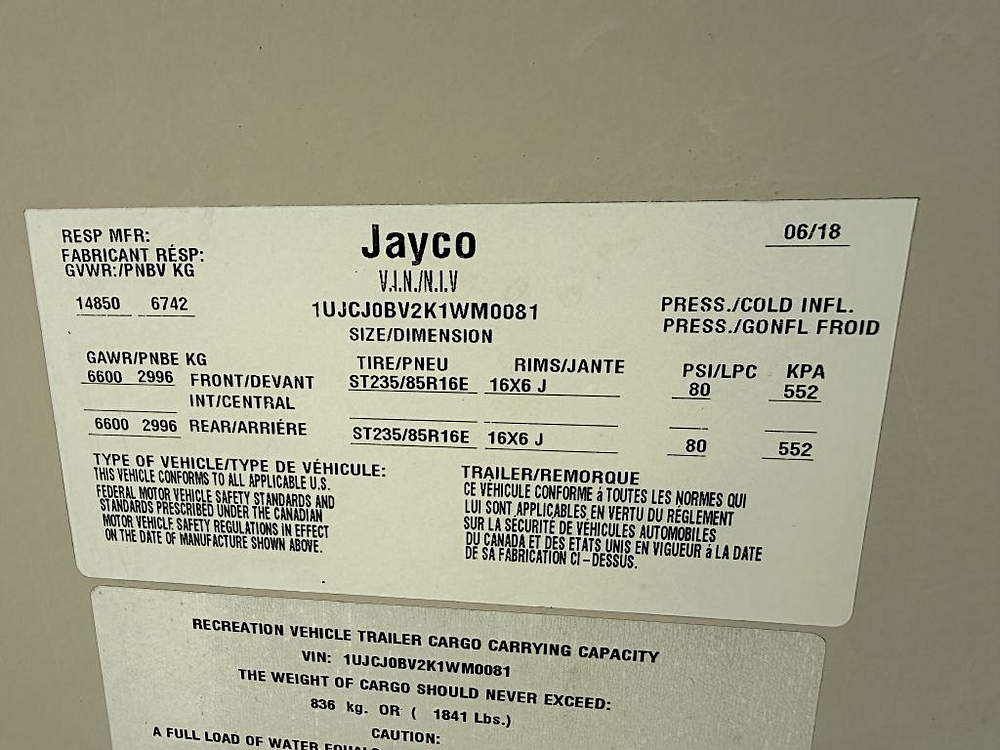 RESP MFR: Jayco 06/18
FABRICANT RÉSP:
GVWR:/PNBV KG V.I.N./N.I.V
14850 6742 1UJCJ0BV2K1WM0081 PRESS./COLD INFL.
SIZE/DIMENSION PRESS./GONFL FROID
GAWR/PNBE KG TIRE/PNEU RIMS/JANTE PSI/LPC KPA
6600 2996 FRONT/DEVANT ST235/85R16E 16X6 J 80 552
INT/CENTRAL
6600 2996 REAR/ARRIÉRE ST235/85R16E 16X6 J 80 552
TYPE OF VEHICLE/TYPE DE VÉHICULE: TRAILER/REMORQUE
THIS VEHICLE CONFORMS TO ALL APPLICABLE U.S.
FEDERAL MOTOR VEHICLE SAFETY STANDARDS AND
STANDARDS PRESCRIBED UNDER THE CANADIAN
MOTOR VEHICLE SAFETY REGULATIONS IN EFFECT
ON THE DATE OF MANUFACTURE SHOWN ABOVE.
CE VÉHICULE CONFORME á TOUTES LES NORMES QUI
LUI SONT APPLICABLES EN VERTU DU RÉGLEMENT
SUR LA SÉCURITÉ DE VÉHICULES AUTOMOBILES
DU CANADA ET DES ETATS UNIS EN VIGUEUR á LA DATE
DE SA FABRICATION CI-DESSUS.
RECREATION VEHICLE TRAILER CARGO CARRYING CAPACITY
VIN: 1UJCJ0BV2K1WM0081
THE WEIGHT OF CARGO SHOULD NEVER EXCEED:
836 kg. OR ( 1841 Lbs.)
CAUTION:
A FULL LOAD OF WATER